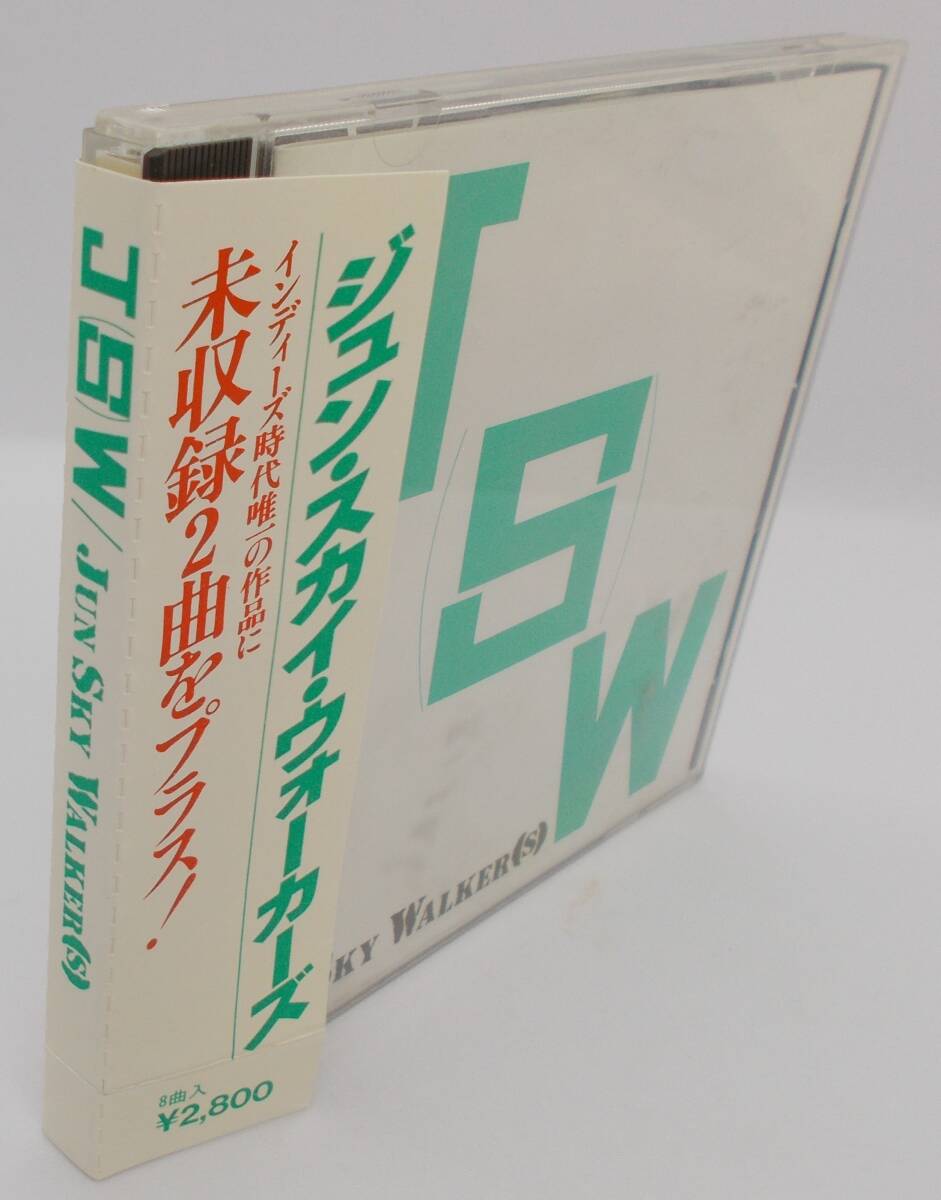 J(S)W / JUN SKY WALKER(S)
ジュン・スカイ・ウォーカーズ
インディーズ時代唯一の作品に
未収録2曲をプラス!
8曲入
¥2,800
S
W
SKY WALKER(S)